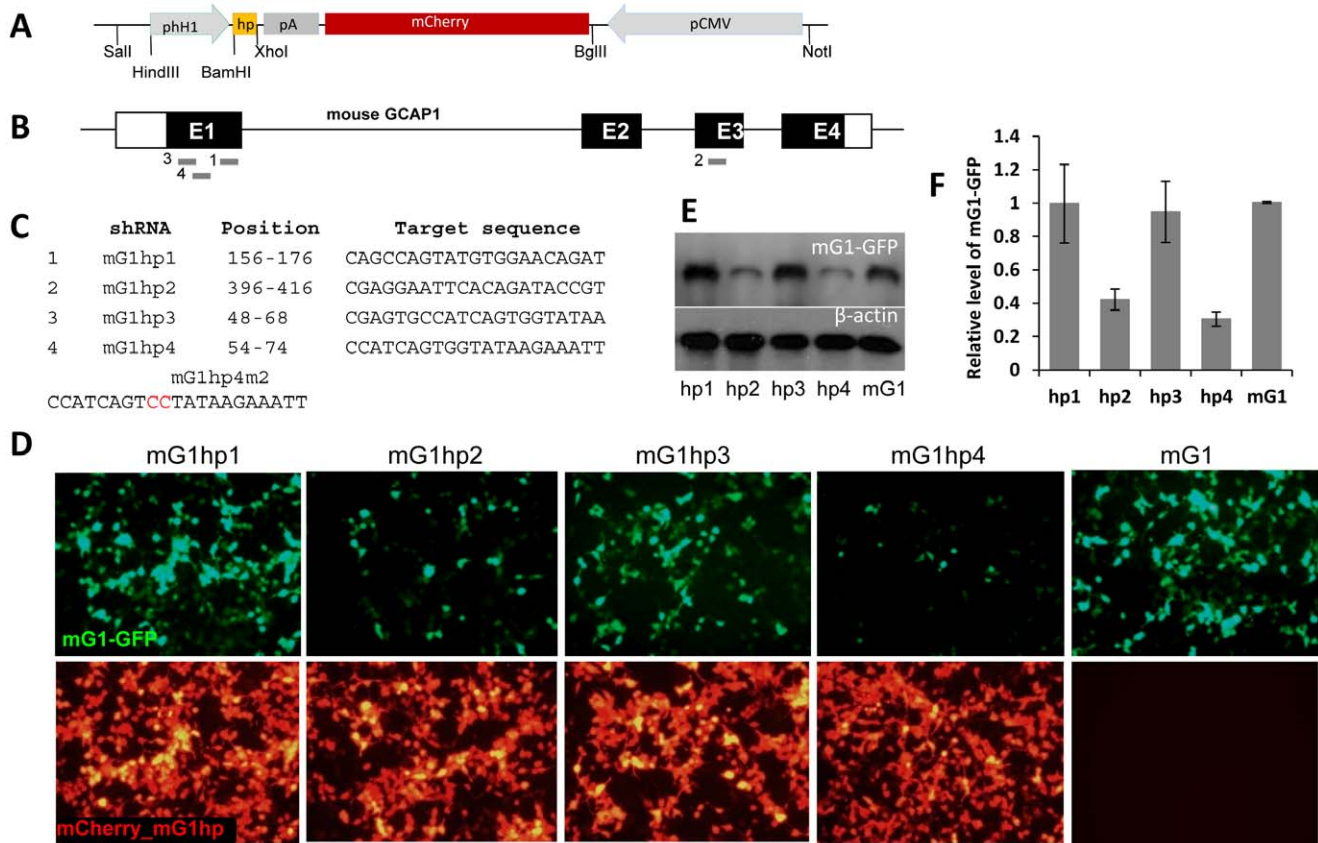 A
phH1 hp pA mCherry pCMV
SalI XhoI BglII NotI
HindIII BamHI
B
mouse GCAP1
E1 E2 E3 E4
3 1 2
4
C
shRNA Position Target sequence
1 mG1hp1 156-176 CAGCCAGTATGTGGAACAGAT
2 mG1hp2 396-416 CGAGGAATTCACAGATACCGT
3 mG1hp3 48-68 CGAGTGCCATCAGTGGTATAA
4 mG1hp4 54-74 CCATCAGTGGTATAAGAAATT
mG1hp4m2
CCATCAGTCCTATAAGAAATT
E
mG1-GFP
β-actin
hp1 hp2 hp3 hp4 mG1
F
Relative level of mG1-GFP
1.4
1.2
1
0.8
0.6
0.4
0.2
0
hp1 hp2 hp3 hp4 mG1
D
mG1hp1 mG1hp2 mG1hp3 mG1hp4 mG1
mG1-GFP
mCherry_mG1hp